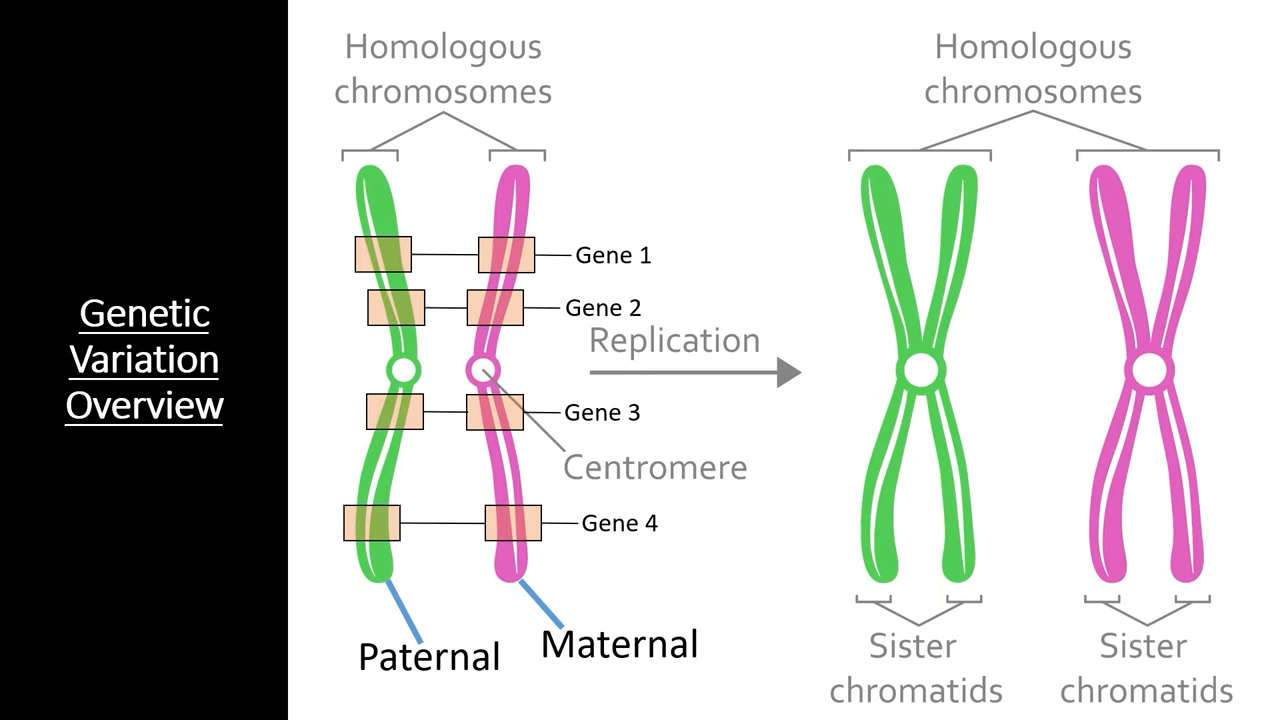 Genetic
Variation
Overview
Homologous
chromosomes
Gene 1
Gene 2
Gene 3
Centromere
Gene 4
Paternal
Maternal
Replication
Homologous
chromosomes
Sister
chromatids
Sister
chromatids